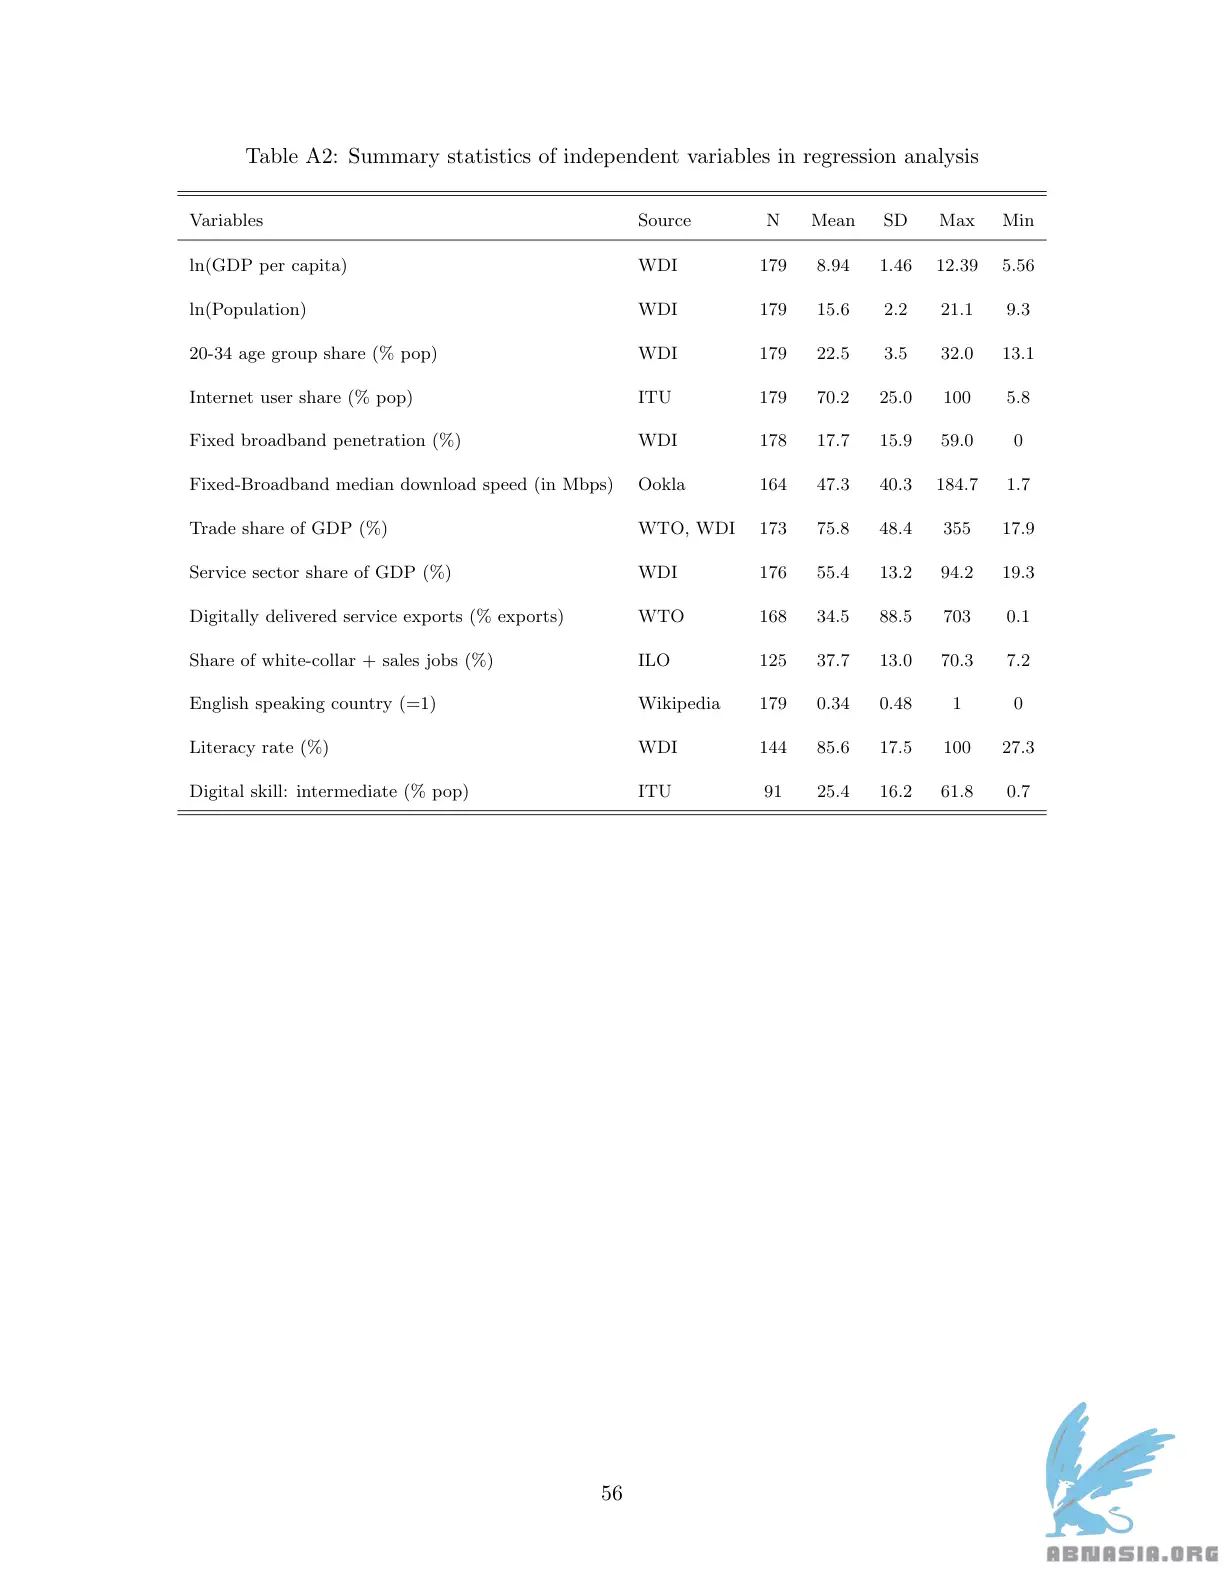 Table A2: Summary statistics of independent variables in regression analysis
Variables Source N Mean SD Max Min
ln(GDP per capita) WDI 179 8.94 1.46 12.39 5.56
ln(Population) WDI 179 15.6 2.2 21.1 9.3
20-34 age group share (% pop) WDI 179 22.5 3.5 32.0 13.1
Internet user share (% pop) ITU 179 70.2 25.0 100 5.8
Fixed broadband penetration (%) WDI 178 17.7 15.9 59.0 0
Fixed-Broadband median download speed (in Mbps) Ookla 164 47.3 40.3 184.7 1.7
Trade share of GDP (%) WTO, WDI 173 75.8 48.4 355 17.9
Service sector share of GDP (%) WDI 176 55.4 13.2 94.2 19.3
Digitally delivered service exports (% exports) WTO 168 34.5 88.5 703 0.1
Share of white-collar + sales jobs (%) ILO 125 37.7 13.0 70.3 7.2
English speaking country (=1) Wikipedia 179 0.34 0.48 1 0
Literacy rate (%) WDI 144 85.6 17.5 100 27.3
Digital skill: intermediate (% pop) ITU 91 25.4 16.2 61.8 0.7
56
ABNASIA.ORG